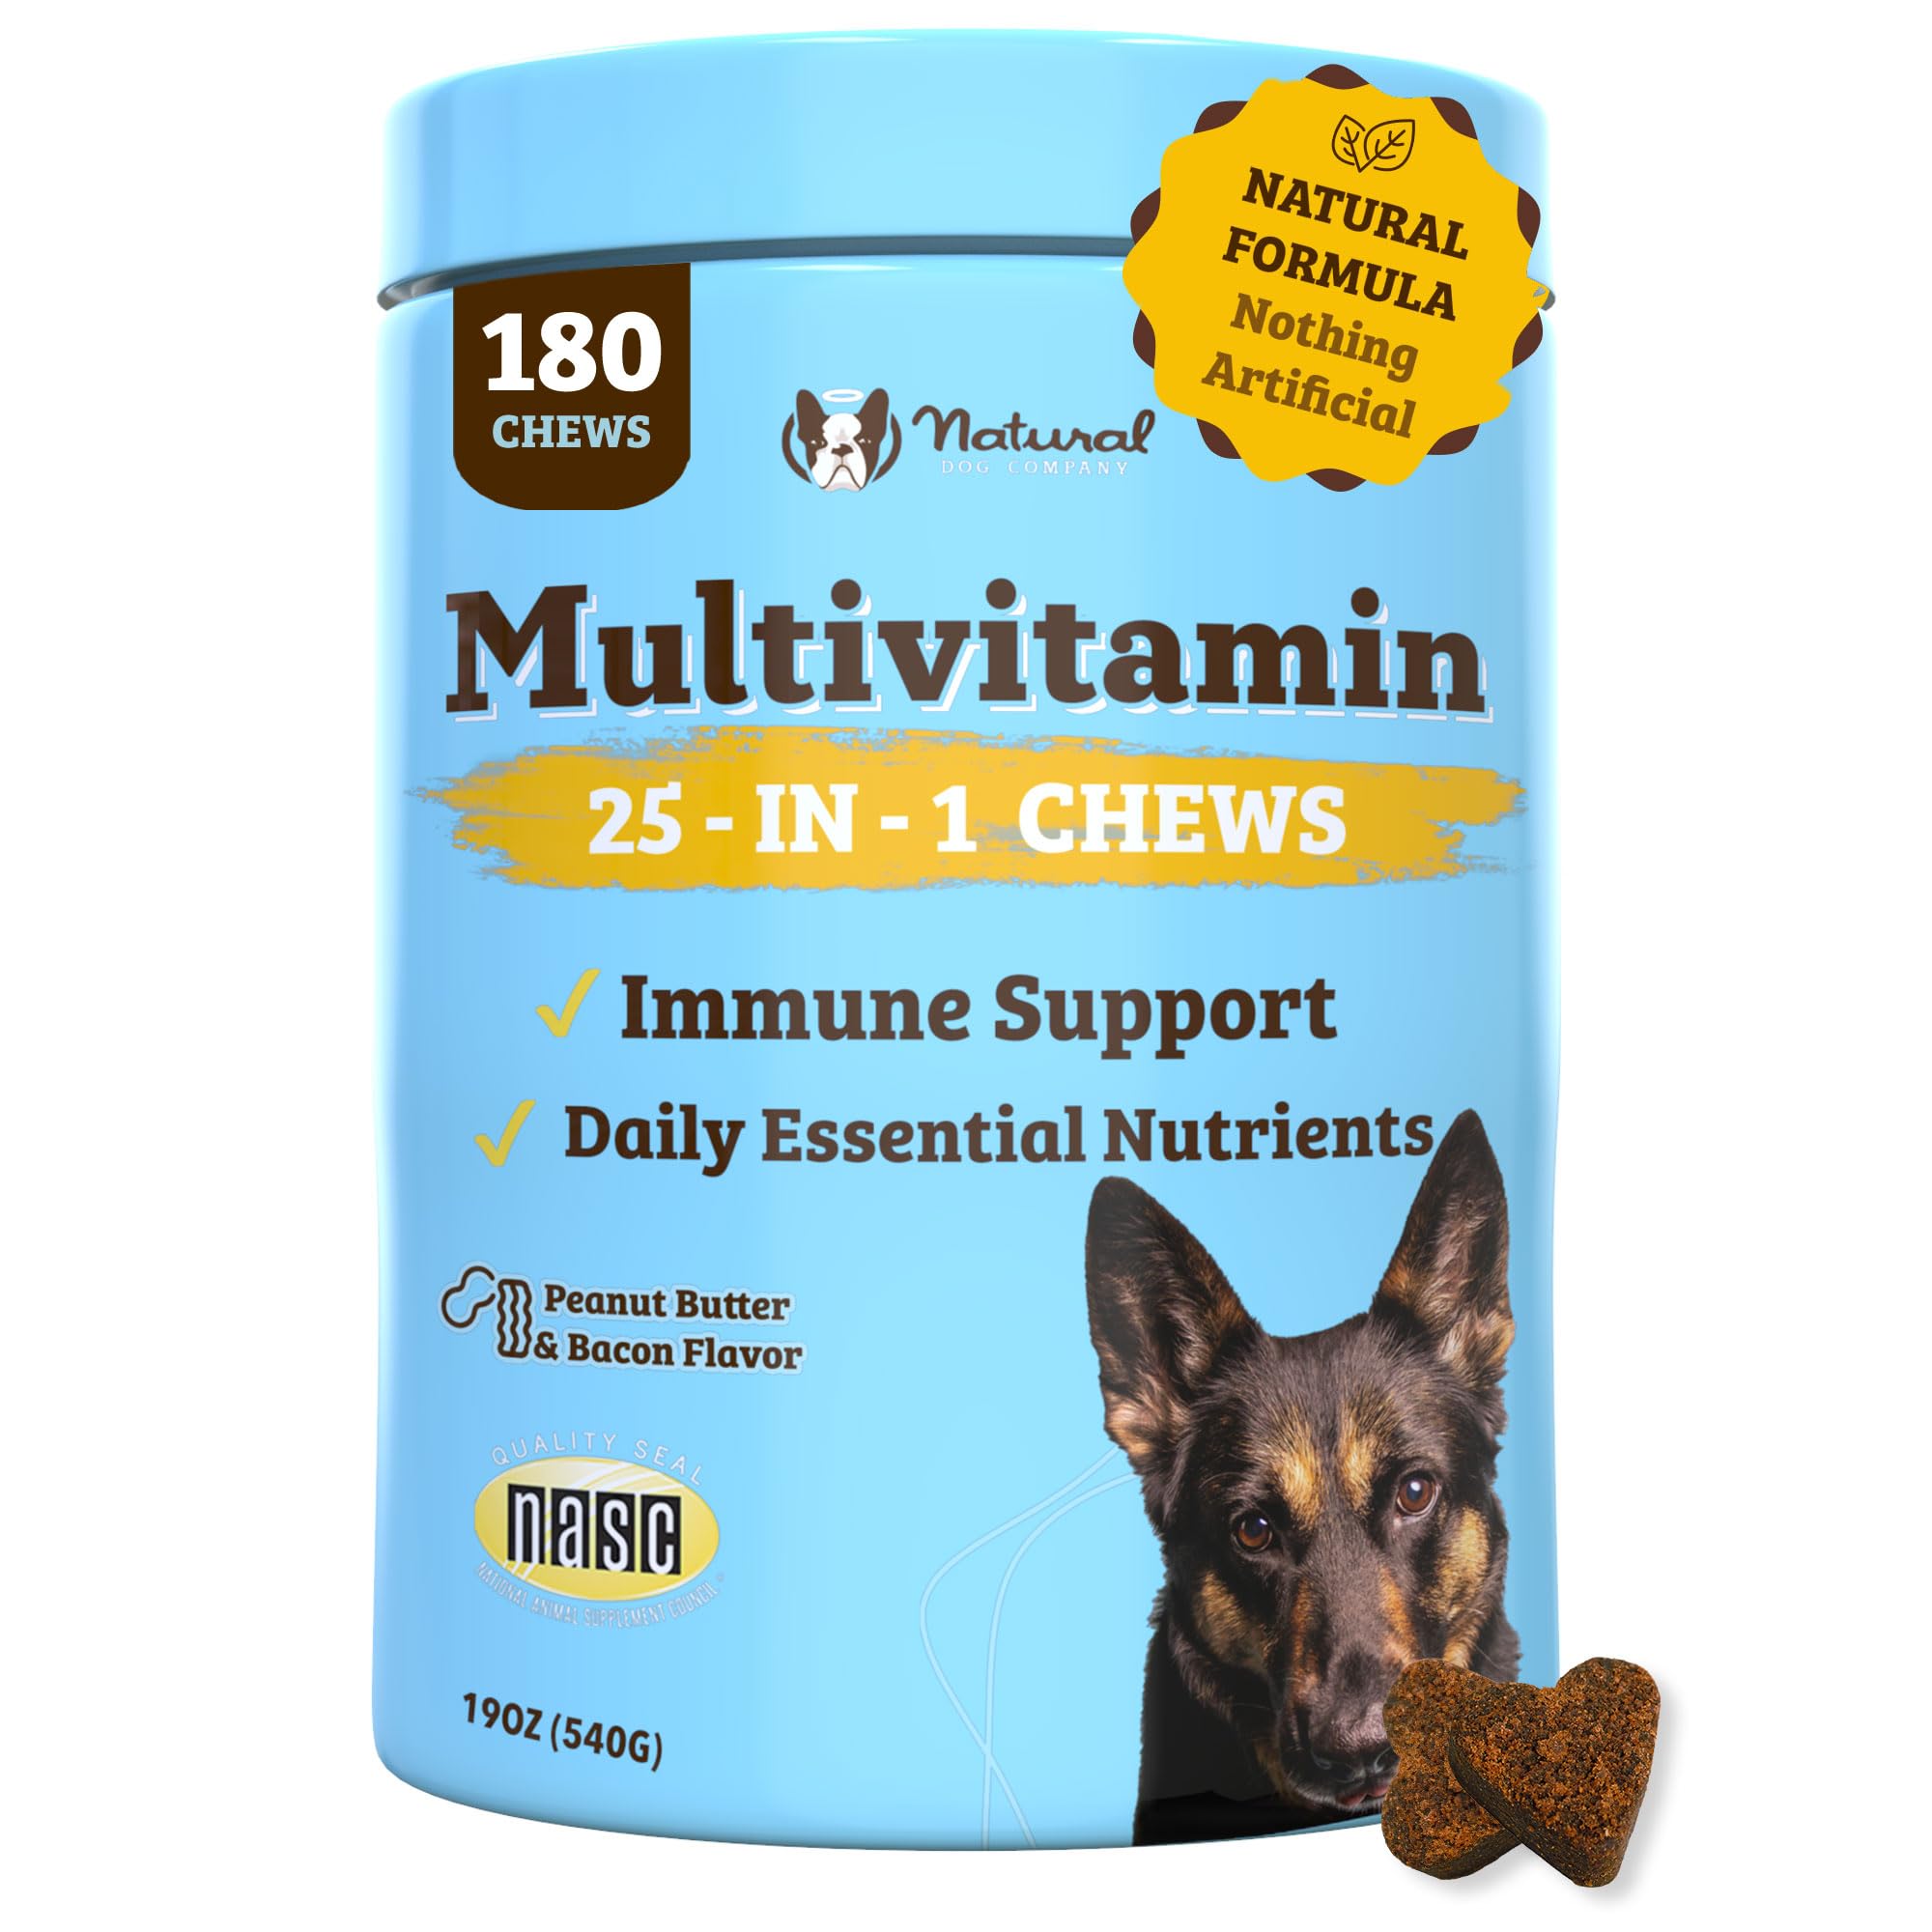 180
CHEWS
NATURAL
FORMULA
Nothing
Artificial
Natural
DOG COMPANY
Multivitamin
25 - IN - 1 CHEWS
Immune Support
Daily Essential Nutrients
Peanut Butter
& Bacon Flavor
QUALITY SEAL
nasc
NATIONAL ANIMAL SUPPLEMENT COUNCIL
19OZ (540G)